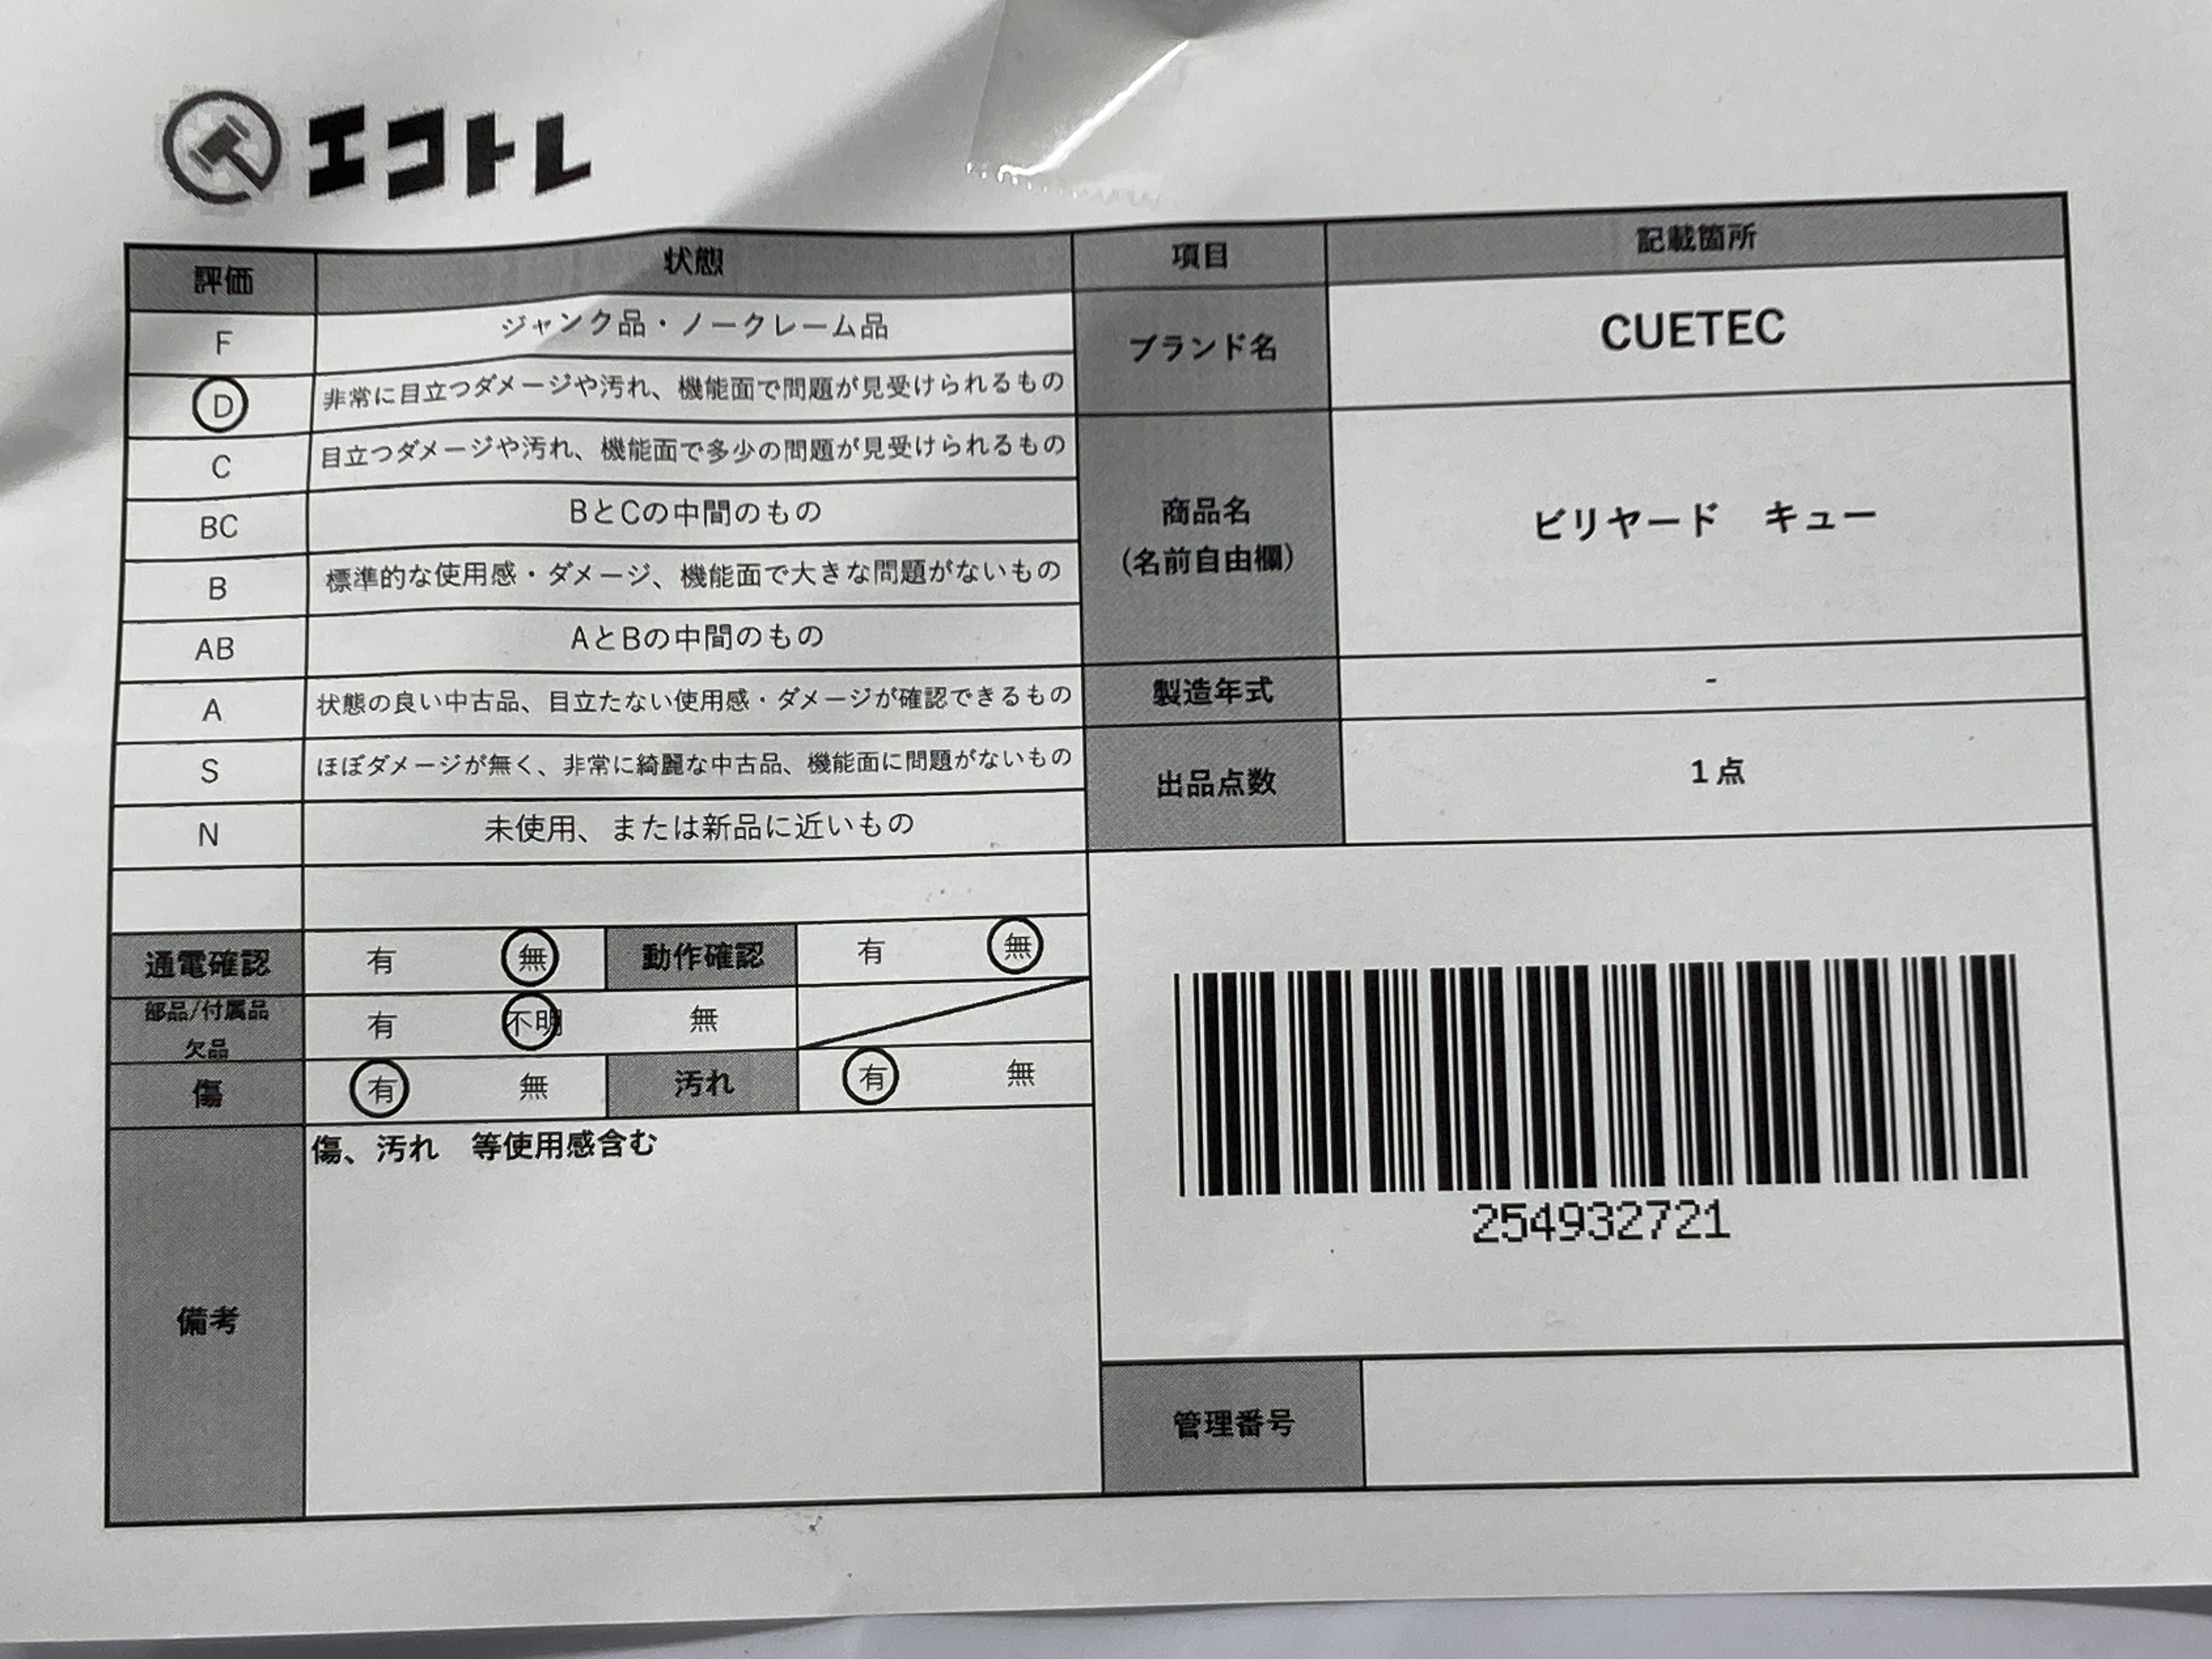 エコトレ
評価 状態
F ジャンク品・ノークレーム品
D 非常に目立つダメージや汚れ、機能面で問題が見受けられるもの
C 目立つダメージや汚れ、機能面で多少の問題が見受けられるもの
BC BとCの中間のもの
B 標準的な使用感・ダメージ、機能面で大きな問題がないもの
AB AとBの中間のもの
A 状態の良い中古品、目立たない使用感・ダメージが確認できるもの
S ほぼダメージが無く、非常に綺麗な中古品、機能面に問題がないもの
N 未使用、または新品に近いもの
通電確認 有 無 動作確認 有 無
部品/付属品
欠品 有 不明 無
傷 有 無 汚れ 有 無
備考 傷、汚れ 等使用感含む
項目 記載箇所
ブランド名 CUETEC
商品名
(名前自由欄) ビリヤード キュー
製造年式 -
出品点数 1点
254932721
管理番号